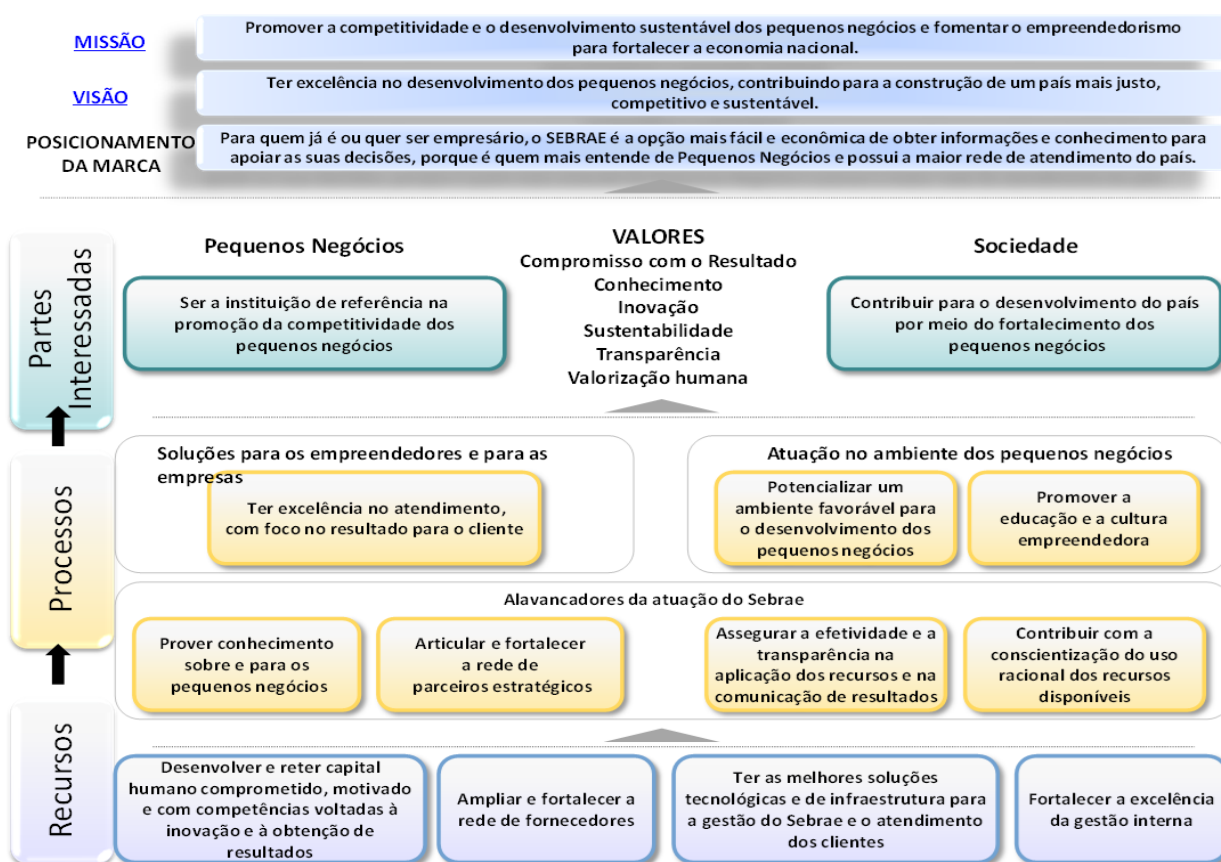 MISSÃO
Promover a competitividade e o desenvolvimento sustentável dos pequenos negócios e fomentar o empreendedorismo
para fortalecer a economia nacional.
VISÃO
Ter excelência no desenvolvimento dos pequenos negócios, contribuindo para a construção de um país mais justo,
competitivo e sustentável.
POSICIONAMENTO
DA MARCA
Para quem já é ou quer ser empresário, o SEBRAE é a opção mais fácil e econômica de obter informações e conhecimento para
apoiar as suas decisões, porque é quem mais entende de Pequenos Negócios e possui a maior rede de atendimento do país.
Partes
Interessadas
Pequenos Negócios
Ser a instituição de referência na
promoção da competitividade dos
pequenos negócios
VALORES
Compromisso com o Resultado
Conhecimento
Inovação
Sustentabilidade
Transparência
Valorização humana
Sociedade
Contribuir para o desenvolvimento do país
por meio do fortalecimento dos
pequenos negócios
Processos
Soluções para os empreendedores e para as
empresas
Ter excelência no atendimento,
com foco no resultado para o cliente
Atuação no ambiente dos pequenos negócios
Potencializar um
ambiente favorável para
o desenvolvimento dos
pequenos negócios
Promover a
educação e a cultura
empreendedora
Alavancadores da atuação do Sebrae
Prover conhecimento
sobre e para os
pequenos negócios
Articular e fortalecer
a rede de
parceiros estratégicos
Assegurar a efetividade e a
transparência na
aplicação dos recursos e na
comunicação de resultados
Contribuir com a
conscientização do uso
racional dos recursos
disponíveis
Recursos
Desenvolver e reter capital
humano comprometido, motivado
e com competências voltadas à
inovação e à obtenção de
resultados
Ampliar e fortalecer a
rede de fornecedores
Ter as melhores soluções
tecnológicas e de infraestrutura para
a gestão do Sebrae e o atendimento
dos clientes
Fortalecer a excelência
da gestão interna